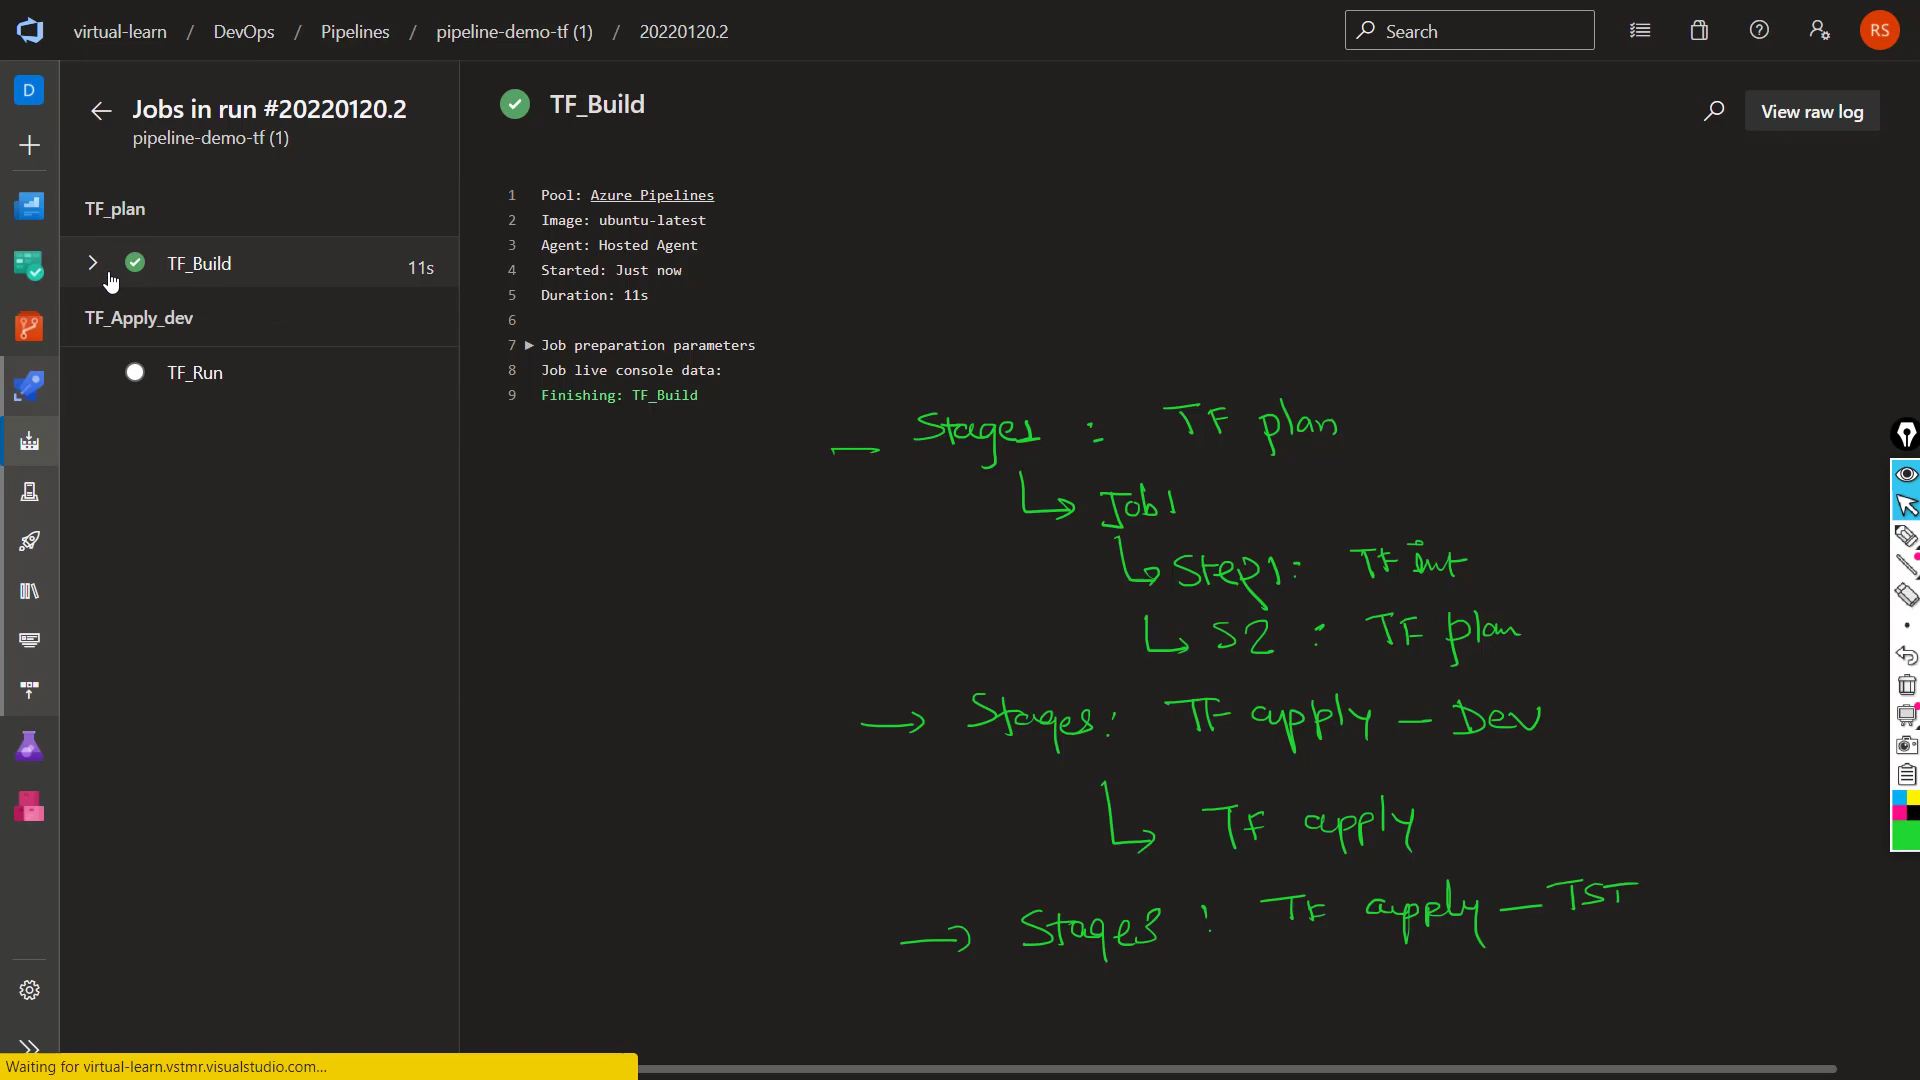 virtual-learn / DevOps / Pipelines / pipeline-demo-tf (1) / 20220120.2
Search
RS
D
Jobs in run #20220120.2
pipeline-demo-tf (1)
TF_plan
TF_Build 11s
TF_Apply_dev
TF_Run
TF_Build
View raw log
1 Pool: Azure Pipelines
2 Image: ubuntu-latest
3 Agent: Hosted Agent
4 Started: Just now
5 Duration: 11s
6
7 Job preparation parameters
8 Job live console data:
9 Finishing: TF_Build
— Stage1 : TF plan
Job1
Step1: TF Init
S2 : TF plan
Stages: TF apply — Dev
TF apply
Stage3 : TF apply — TST
Waiting for virtual-learn.vstmr.visualstudio.com...